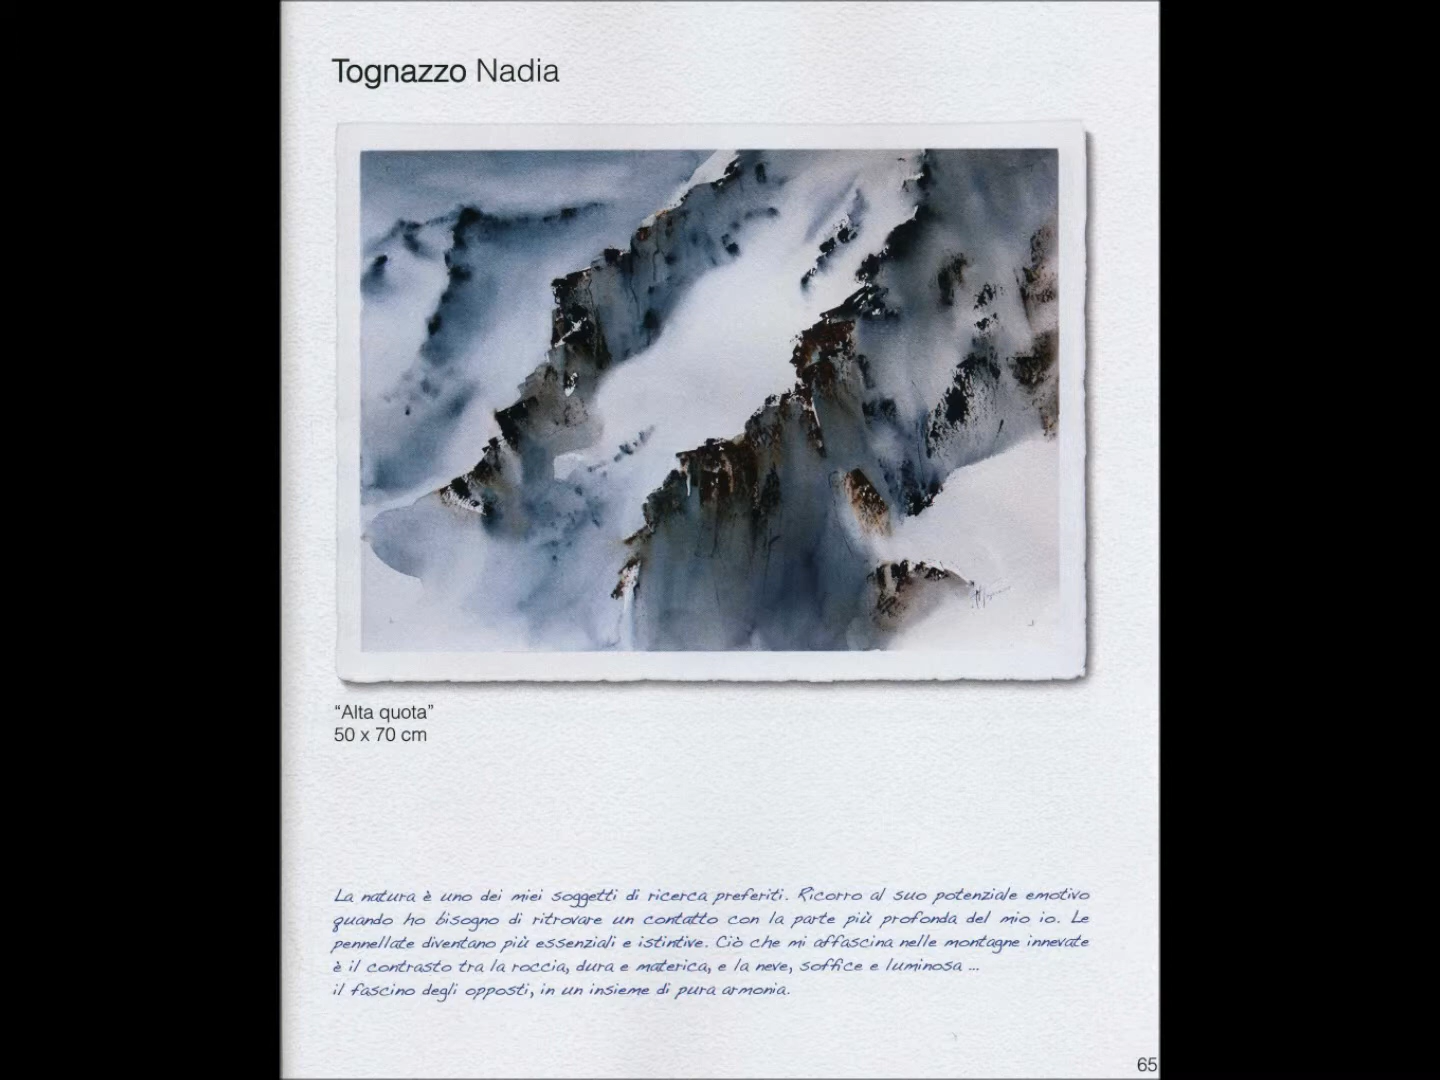 Tognazzo Nadia
“Alta quota”
50 x 70 cm
La natura è uno dei miei soggetti di ricerca preferiti. Ricorro al suo potenziale emotivo
quando ho bisogno di ritrovare un contatto con la parte più profonda del mio io. Le
pennellate diventano più essenziali e istintive. Ciò che mi affascina nelle montagne innevate
è il contrasto tra la roccia, dura e materica, e la neve, soffice e luminosa ...
il fascino degli opposti, in un insieme di pura armonia.
65